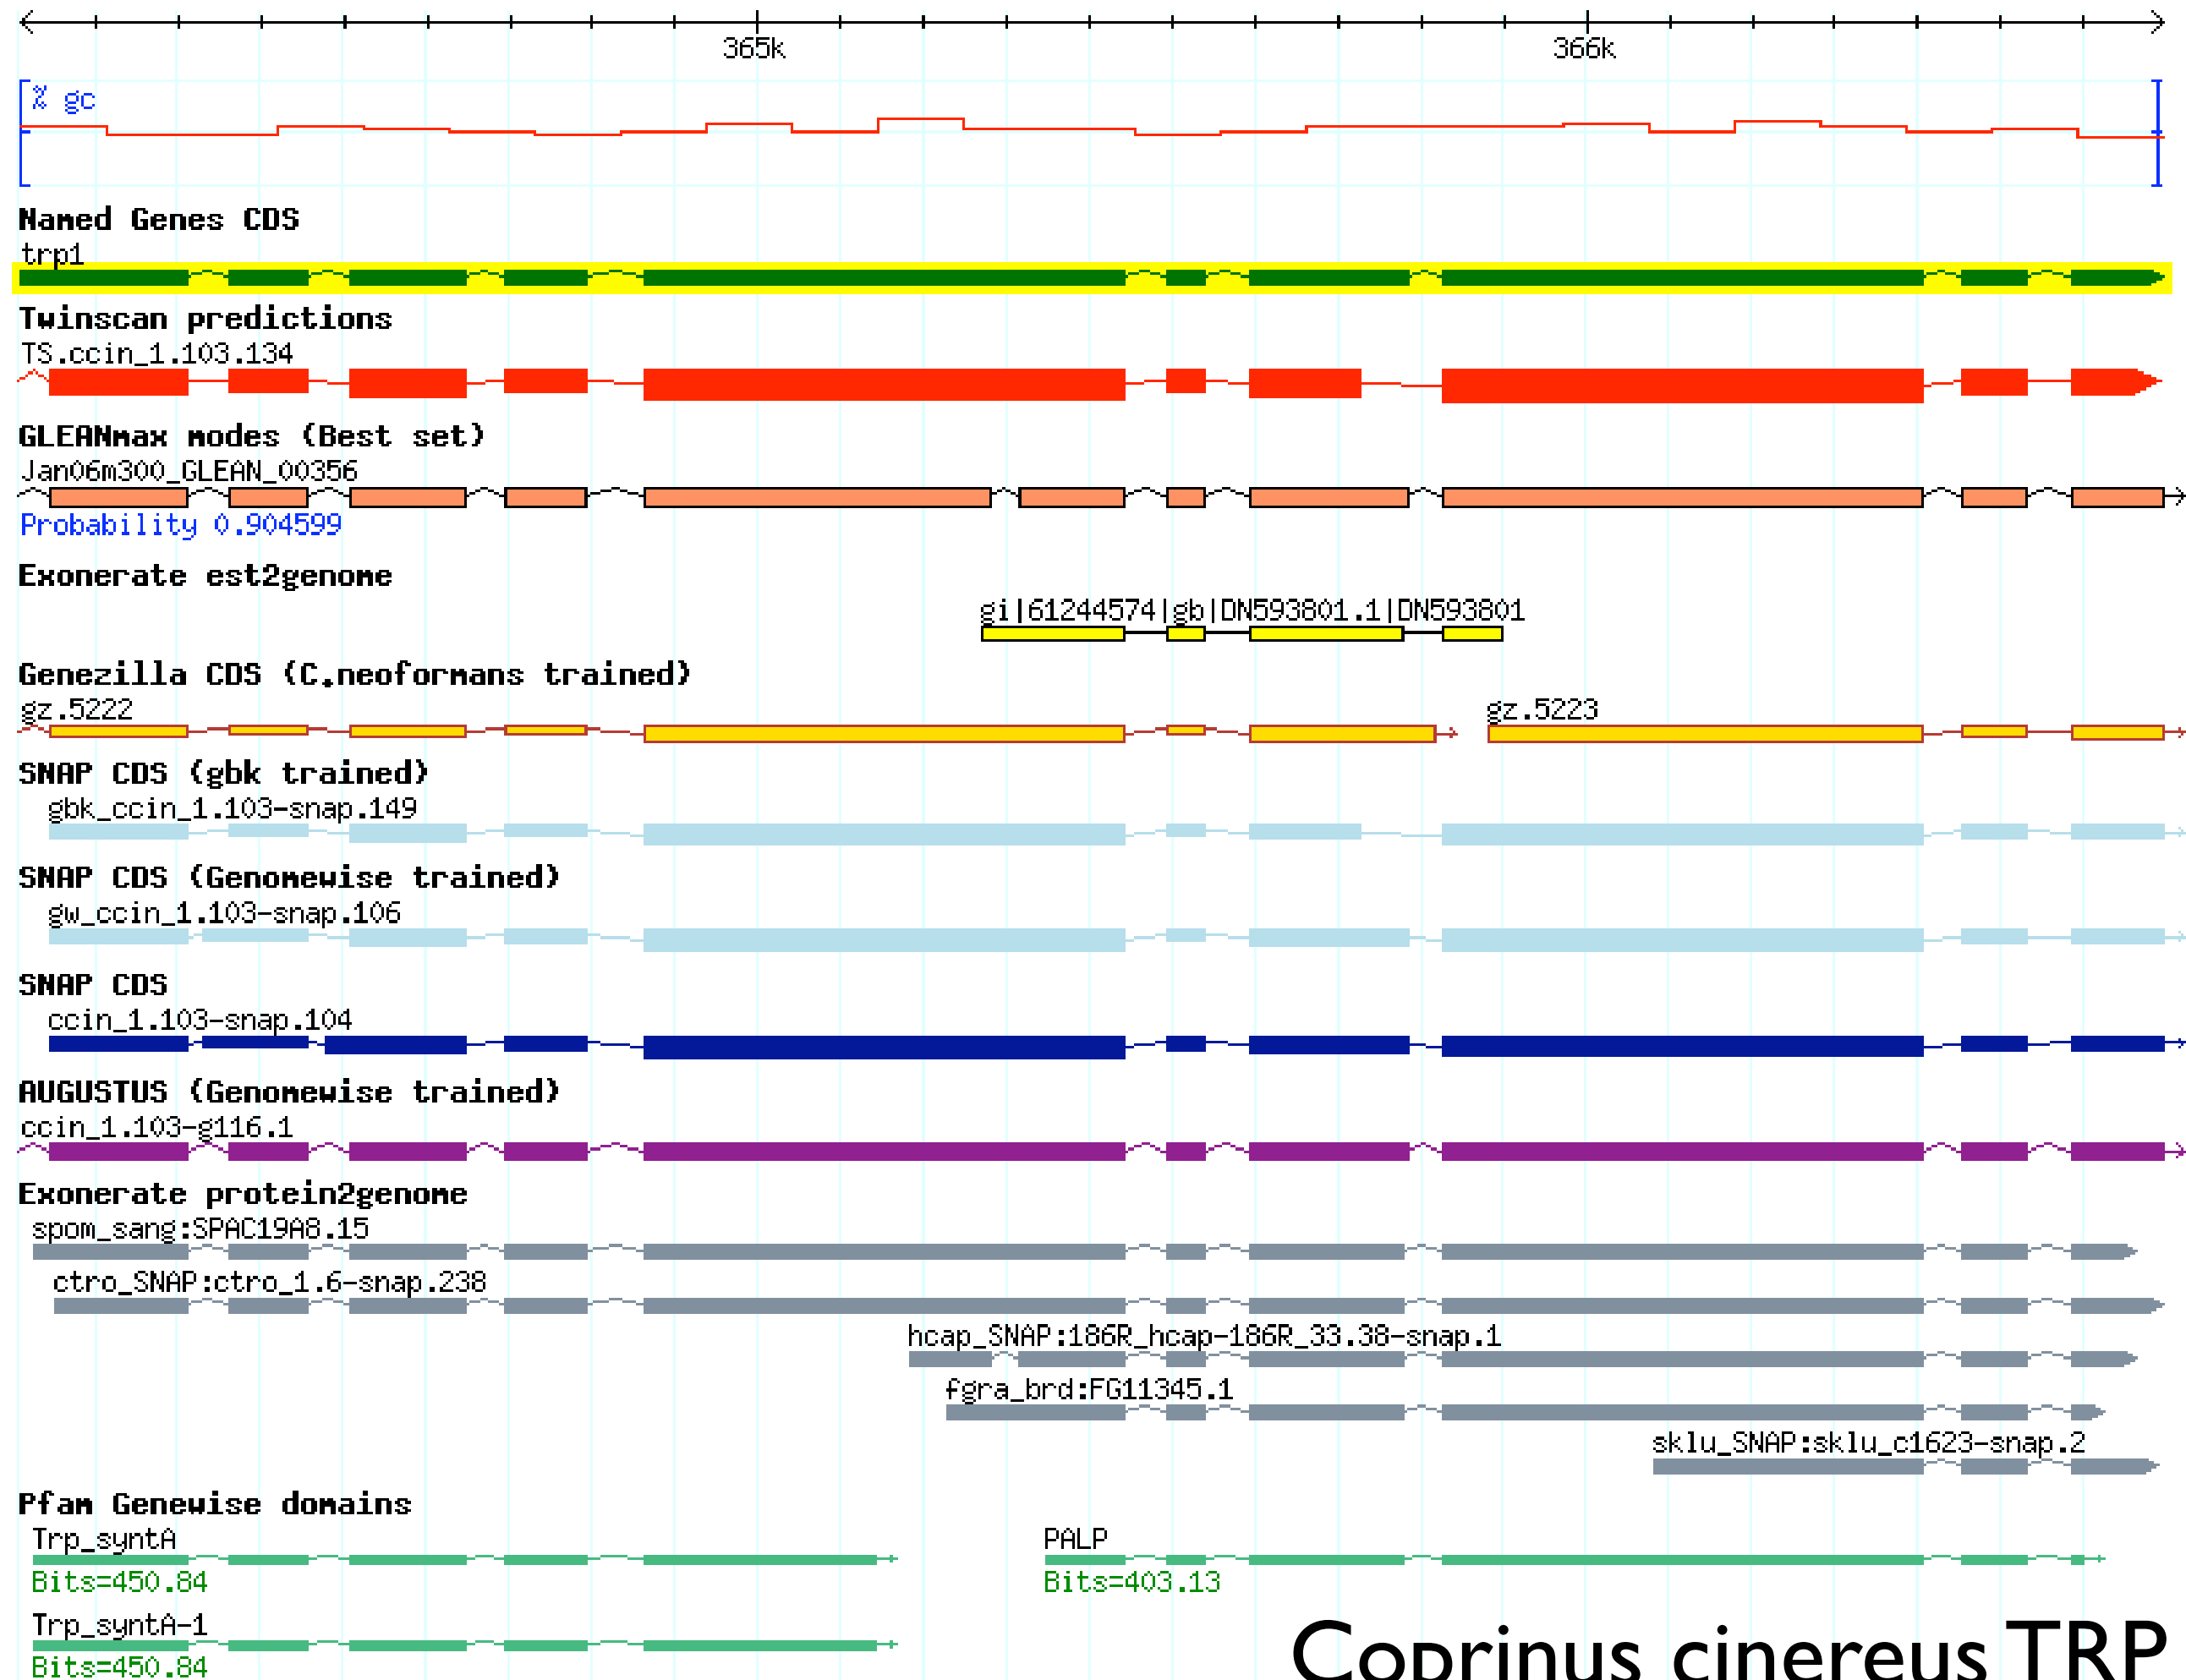 365k 366k
% gc
Named Genes CDS
trp1
Twinscan predictions
TS.ccin_1.103.134
GLEANmax modes (Best set)
Jan06m300_GLEAN_00356
Probability 0.904599
Exonerate est2genome
gi|61244574|gb|DN593801.1|DN593801
Genezilla CDS (C.neoformans trained)
gz.5222 gz.5223
SNAP CDS (gbk trained)
gbk_ccin_1.103-snap.149
SNAP CDS (Genomewise trained)
gw_ccin_1.103-snap.106
SNAP CDS
ccin_1.103-snap.104
AUGUSTUS (Genomewise trained)
ccin_1.103-g116.1
Exonerate protein2genome
spom_sang:SPAC19A8.15
ctro_SNAP:ctro_1.6-snap.238
hcap_SNAP:186R_hcap-186R_33.38-snap.1
fgra_brd:FG11345.1
sklu_SNAP:sklu_c1623-snap.2
Pfam Genewise domains
Trp_syntA PALP
Bits=450.84 Bits=403.13
Trp_syntA-1
Bits=450.84
Coprinus cinereus TRP